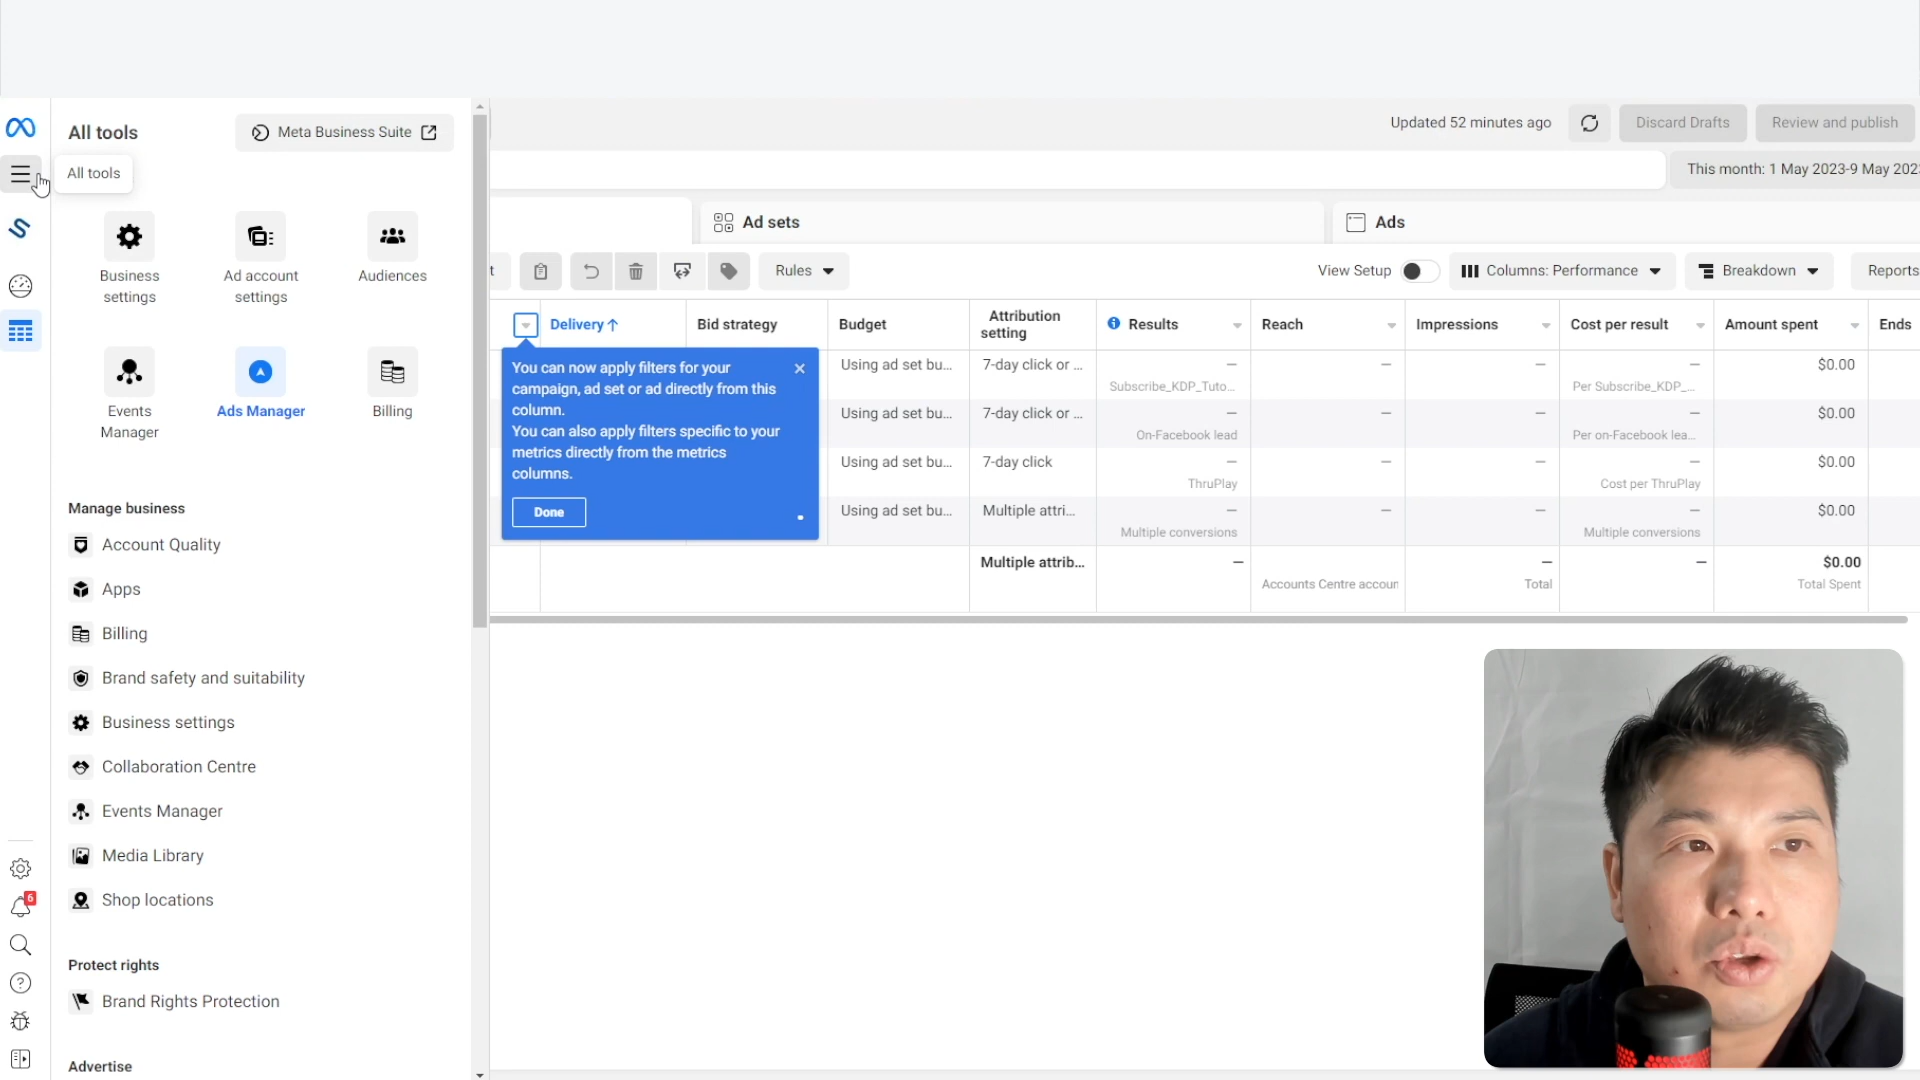 All tools
Meta Business Suite
All tools
Business settings
Ad account settings
Audiences
Events Manager
Ads Manager
Billing
Manage business
Account Quality
Apps
Billing
Brand safety and suitability
Business settings
Collaboration Centre
Events Manager
Media Library
Shop locations
Protect rights
Brand Rights Protection
Advertise
6
Updated 52 minutes ago
Discard Drafts
Review and publish
This month: 1 May 2023-9 May 202
Ad sets
Ads
t
Rules
View Setup
Columns: Performance
Breakdown
Reports
Delivery ↑
Bid strategy
Budget
Attribution setting
Results
Reach
Impressions
Cost per result
Amount spent
Ends
You can now apply filters for your
campaign, ad set or ad directly from this
column.
You can also apply filters specific to your
metrics directly from the metrics
columns.
Done
Using ad set bu... 7-day click or ... — — — — $0.00
Subscribe_KDP_Tuto... Per Subscribe_KDP_...
Using ad set bu... 7-day click or ... — — — — $0.00
On-Facebook lead Per on-Facebook lea...
Using ad set bu... 7-day click — — — — $0.00
ThruPlay Cost per ThruPlay
Using ad set bu... Multiple attri... — — — — $0.00
Multiple conversions Multiple conversions
Multiple attrib... — — — $0.00
Accounts Centre accoun Total Total Spent